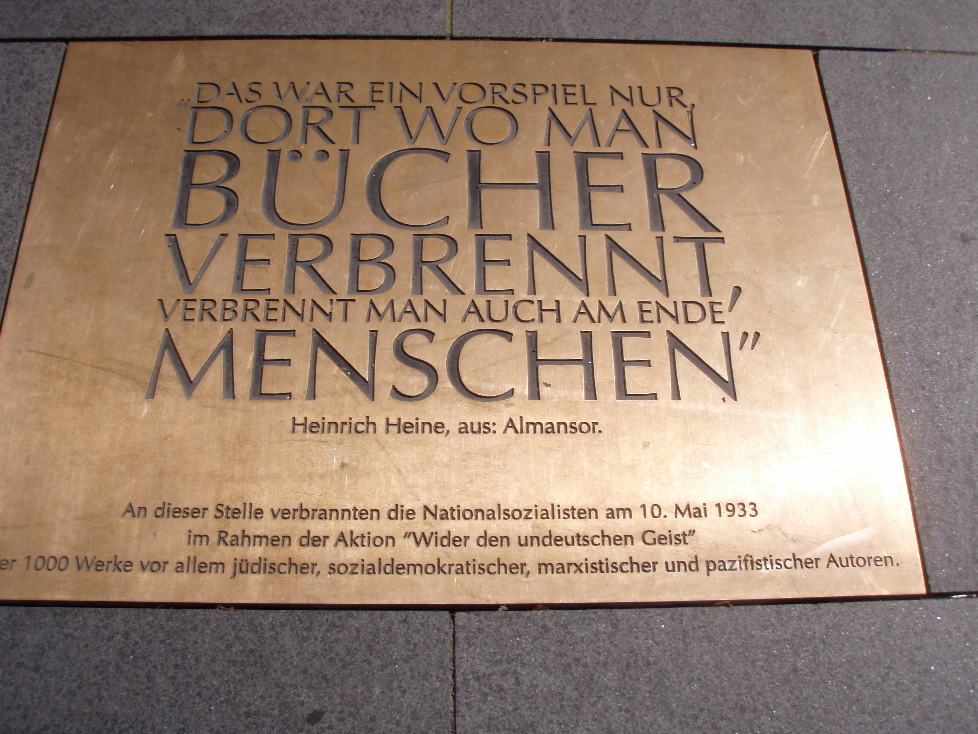 „DAS WAR EIN VORSPIEL NUR,
DORT WO MAN
BÜCHER
VERBRENNT,
VERBRENNT MAN AUCH AM ENDE
MENSCHEN”
Heinrich Heine, aus: Almansor.
An dieser Stelle verbrannten die Nationalsozialisten am 10. Mai 1933
im Rahmen der Aktion ”Wider den undeutschen Geist”
er 1000 Werke vor allem jüdischer, sozialdemokratischer, marxistischer und pazifistischer Autoren.